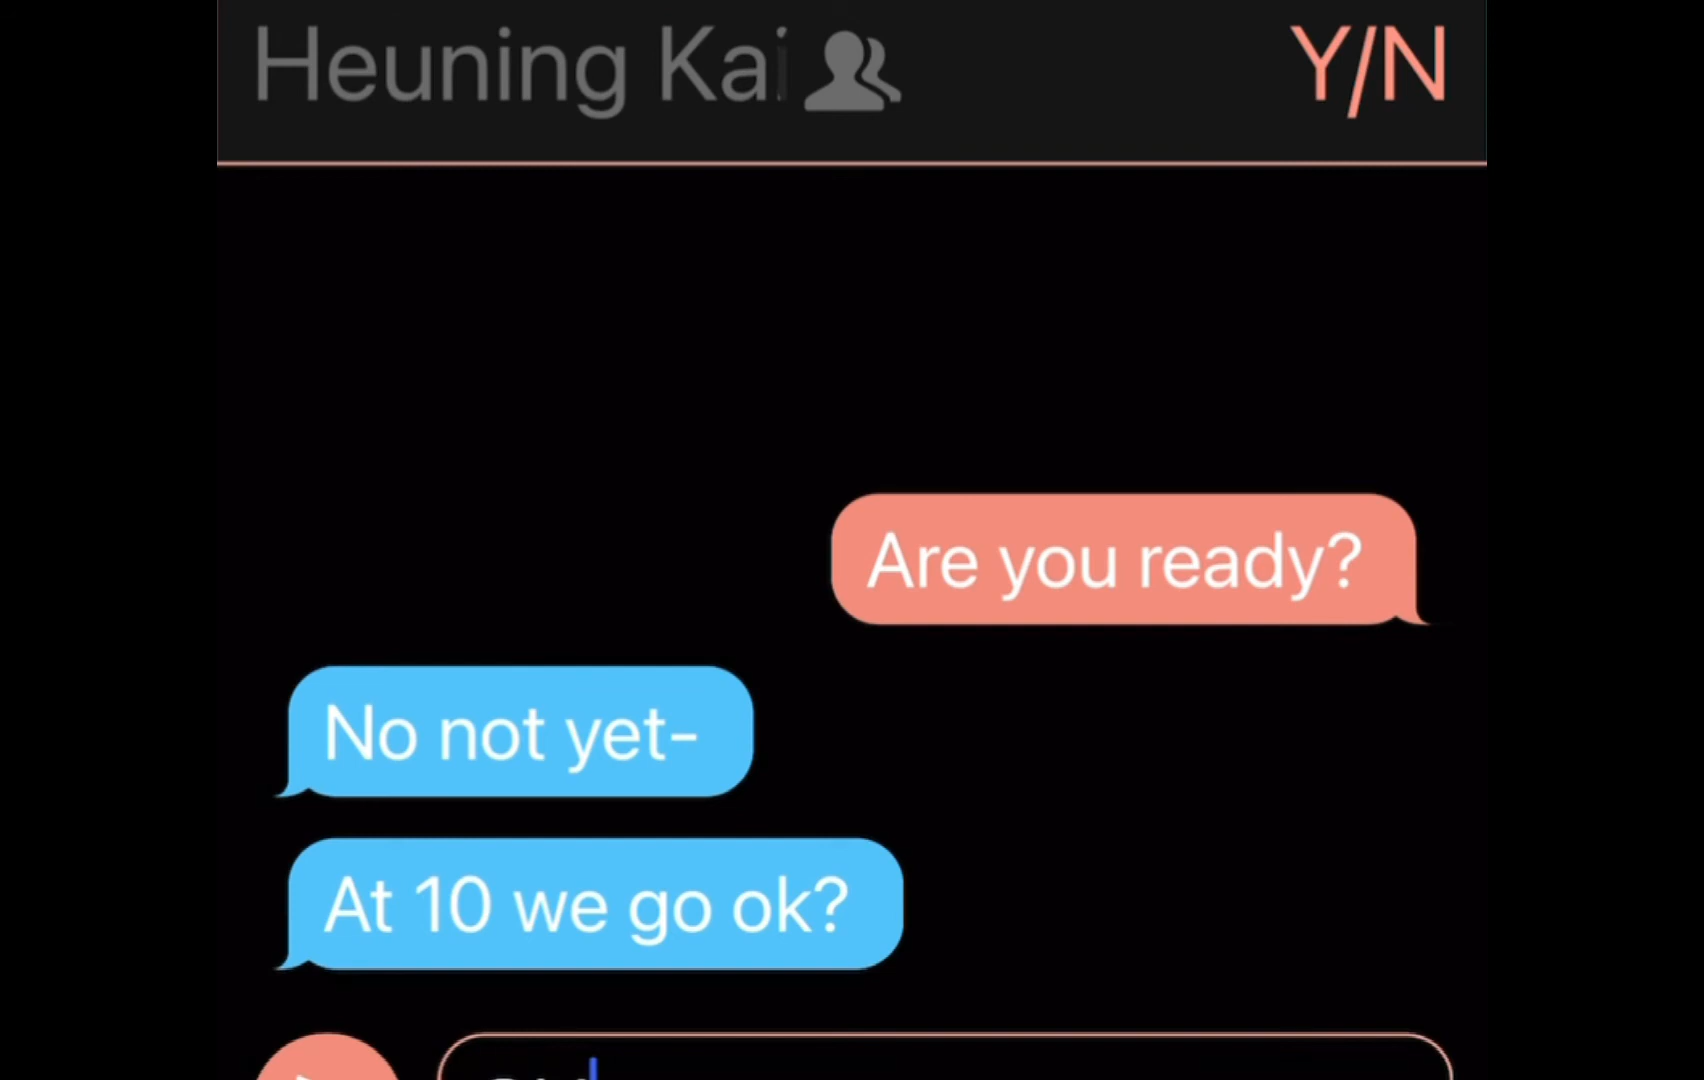 Heuning Kai
Y/N
Are you ready?
No not yet-
At 10 we go ok?